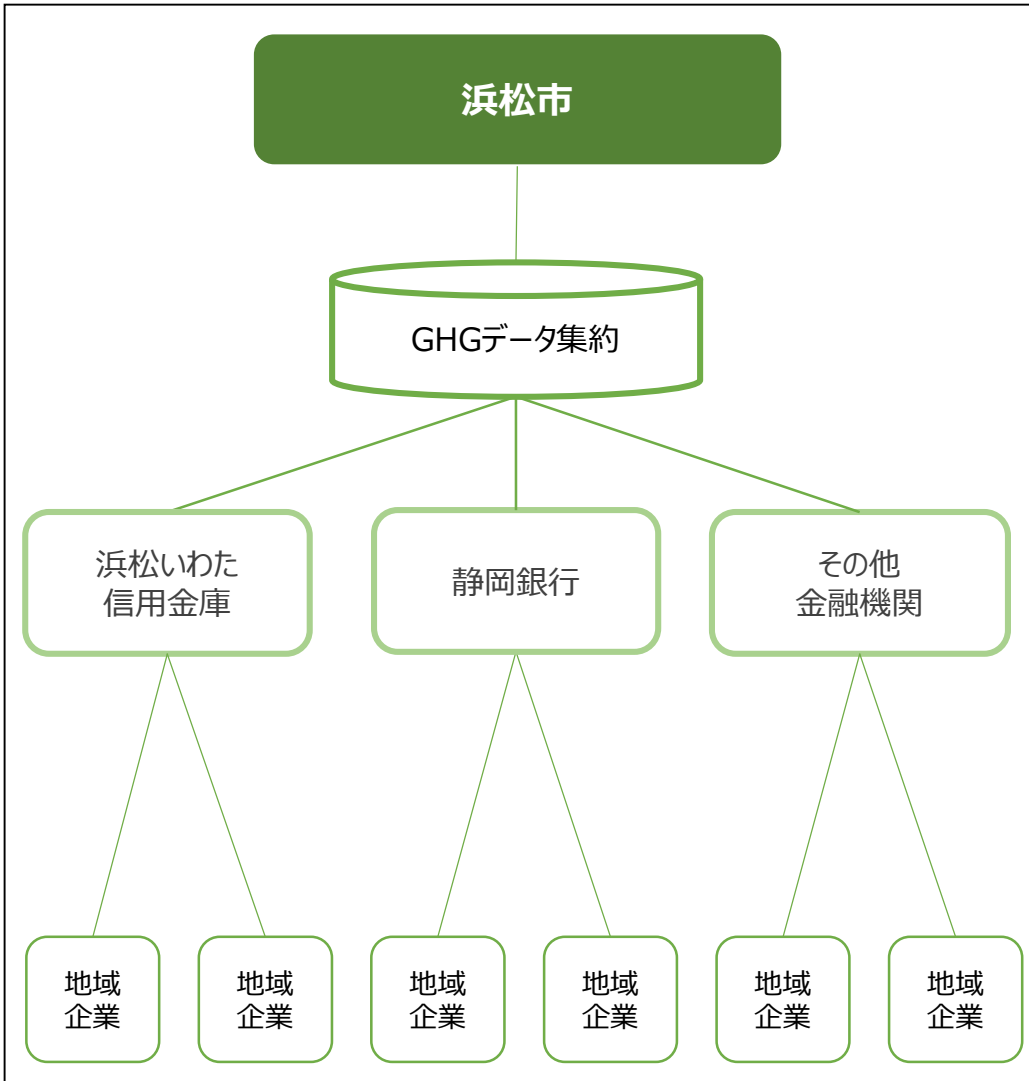 浜松市
GHGデータ集約
浜松いわた
信用金庫
静岡銀行
その他
金融機関
地域
企業
地域
企業
地域
企業
地域
企業
地域
企業
地域
企業